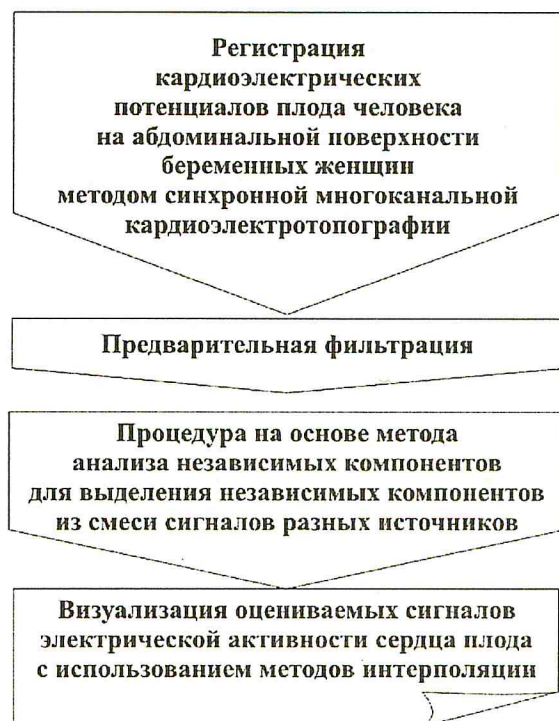 Регистрация
кардиоэлектрических
потенциалов плода человека
на абдоминальной поверхности
беременных женщин
методом синхронной многоканальной
кардиоэлектротопографии
Предварительная фильтрация
Процедура на основе метода
анализа независимых компонентов
для выделения независимых компонентов
из смеси сигналов разных источников
Визуализация оцениваемых сигналов
электрической активности сердца плода
с использованием методов интерполяции